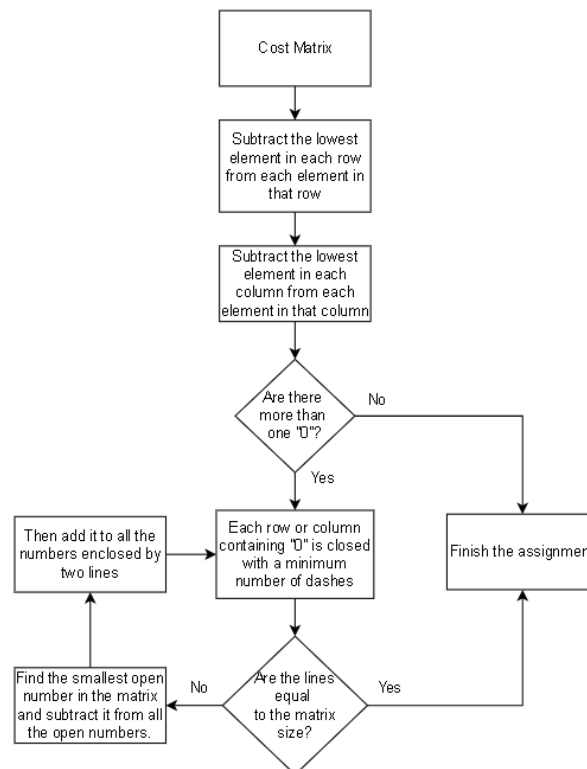 Cost Matrix
Subtract the lowest
element in each row
from each element in
that row
Subtract the lowest
element in each
column from each
element in that column
Are there
more than
one "0"?
No
Yes
Each row or column
containing "0" is closed
with a minimum
number of dashes
Then add it to all the
numbers enclosed by
two lines
Finish the assignment
Are the lines
equal
to the matrix
size?
No
Yes
Find the smallest open
number in the matrix
and subtract it from all
the open numbers.